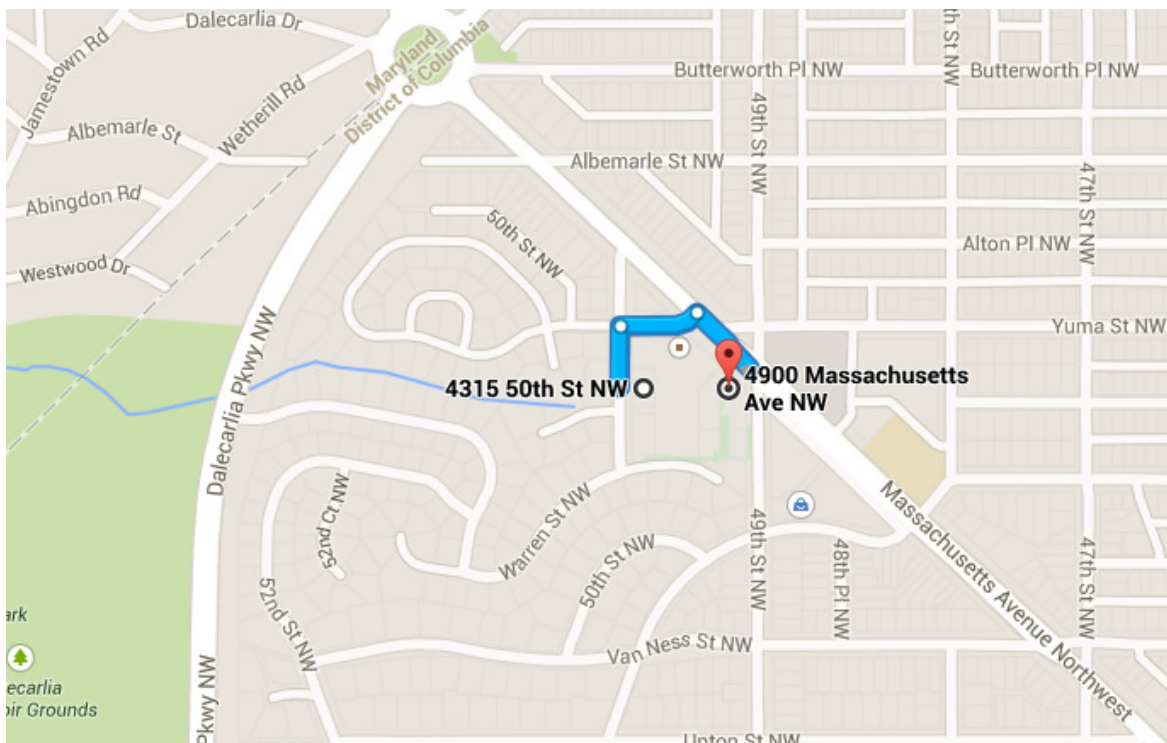 Dalecarlia Dr
Jamestown Rd
Maryland
District of Columbia
Wetherill Rd
Butterworth Pl NW
Butterworth Pl NW
th St NW
49th St NW
Albemarle St
Albemarle St NW
47th St NW
Abingdon Rd
50th St NW
Alton Pl NW
Westwood Dr
Yuma St NW
Dalecarlia Pkwy NW
4315 50th St NW
4900 Massachusetts
Ave NW
52nd Ct NW
Warren St NW
Massachusetts Avenue Northwest
50th St NW
49th St NW
48th Pl NW
47th St NW
52nd St NW
Van Ness St NW
ark
ecarlia
oir Grounds
Pkwy NW
Upton St NW